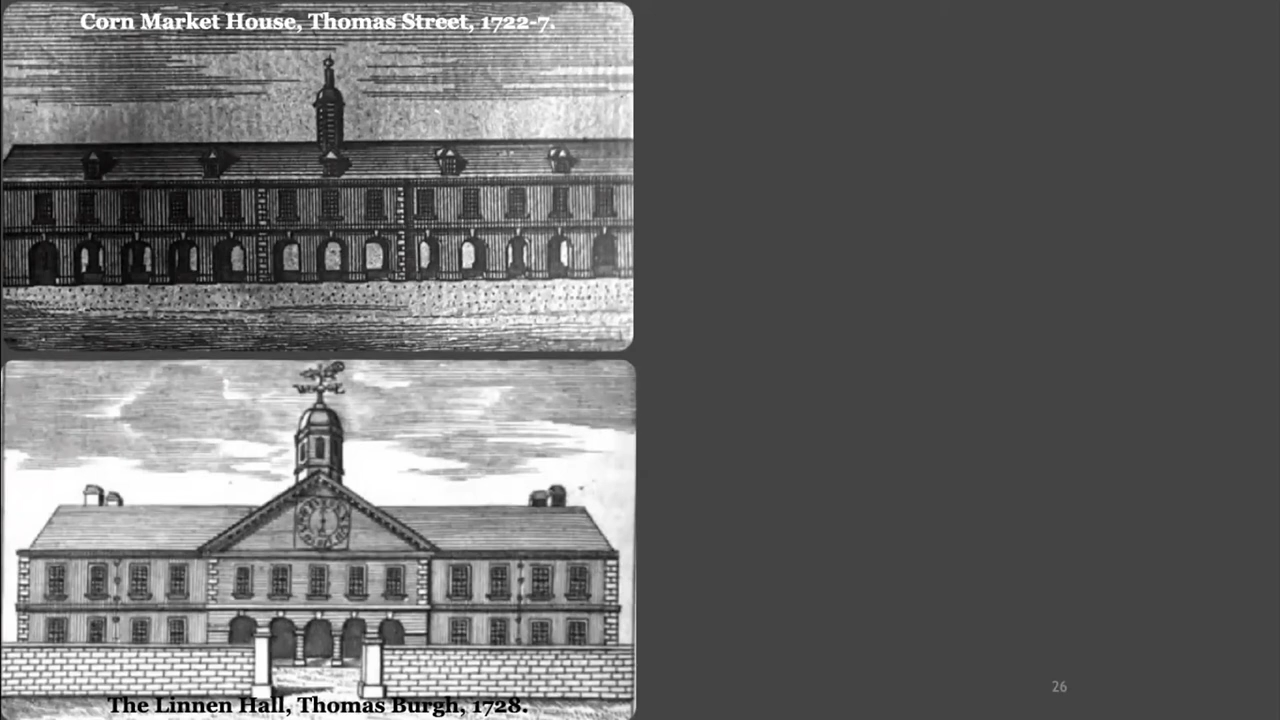 Corn Market House, Thomas Street, 1722-7.
The Linnen Hall, Thomas Burgh, 1728.
26